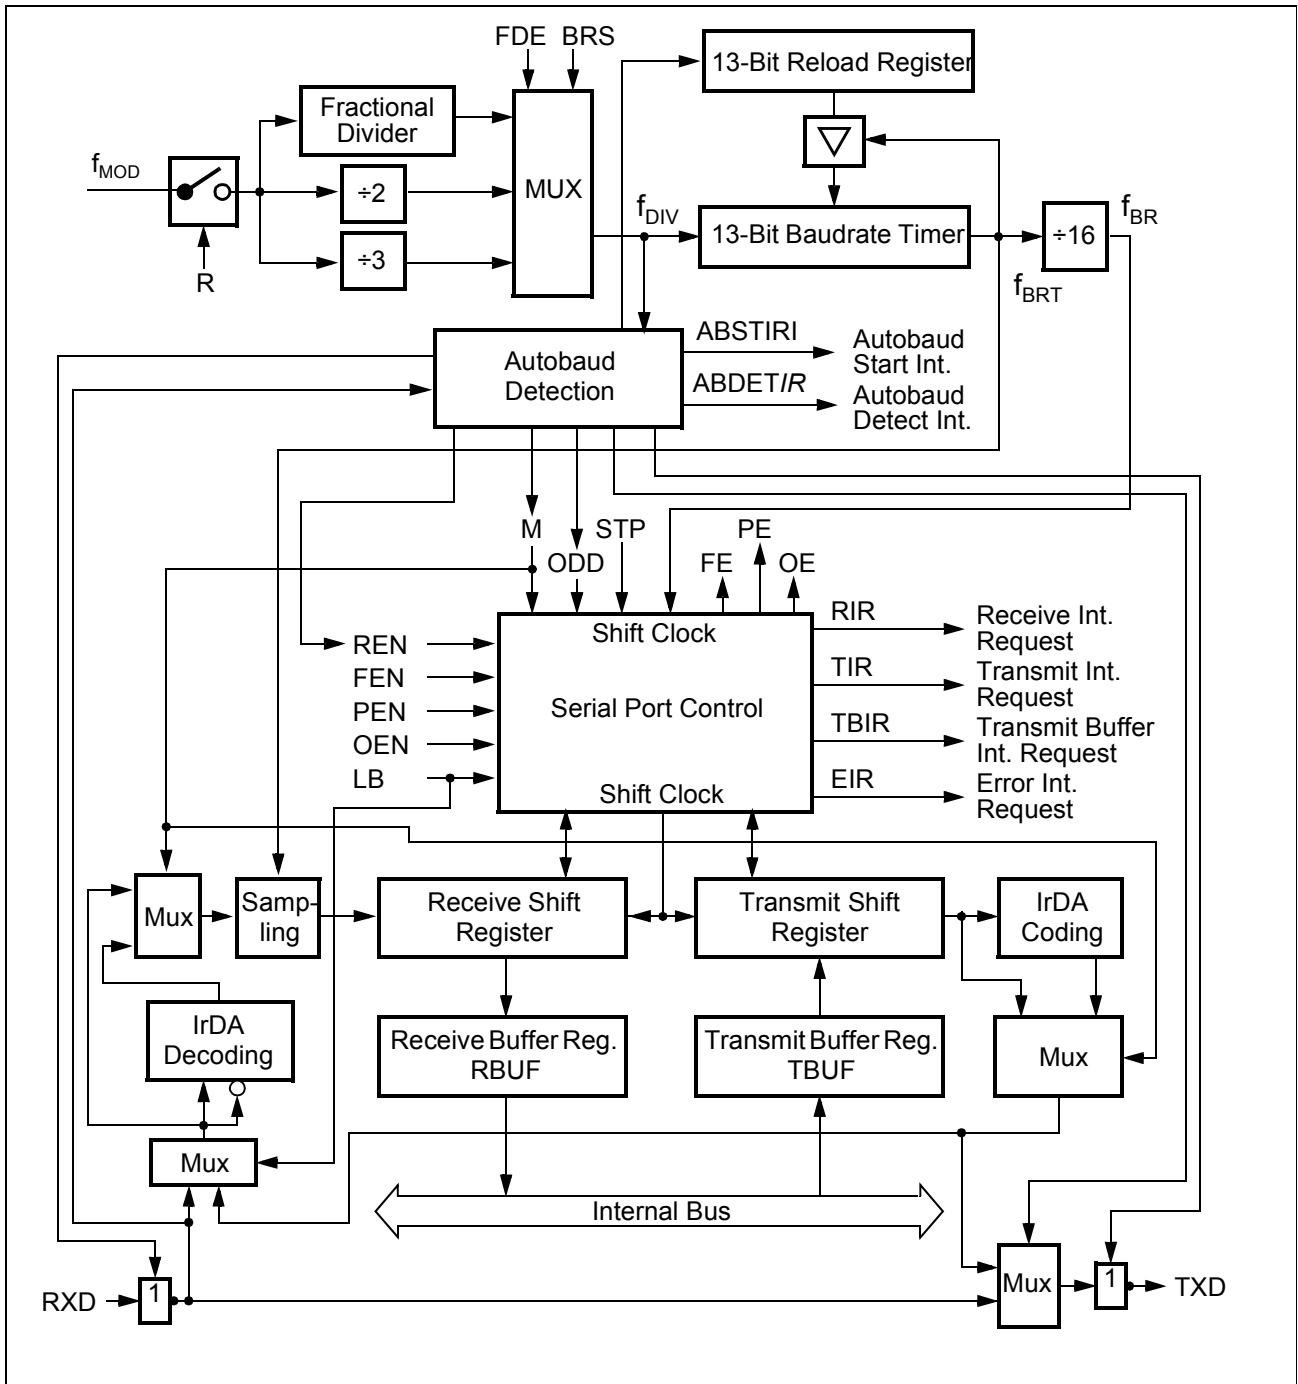 FDE BRS
13-Bit Reload Register
Fractional
Divider
fMOD
÷2
MUX
fDIV
13-Bit Baudrate Timer
÷16
fBR
÷3
R
fBRT
Autobaud
Detection
ABSTIRI
Autobaud
Start Int.
ABDETIR
Autobaud
Detect Int.
M
STP
PE
ODD
FE
OE
Shift Clock
RIR
Receive Int.
Request
REN
FEN
TIR
Transmit Int.
Request
PEN
Serial Port Control
OEN
TBIR
Transmit Buffer
Int. Request
LB
Shift Clock
EIR
Error Int.
Request
Mux
Samp-
ling
Receive Shift
Register
Transmit Shift
Register
IrDA
Coding
IrDA
Decoding
Receive Buffer Reg.
RBUF
Transmit Buffer Reg.
TBUF
Mux
Mux
Internal Bus
RXD
1
Mux
1
TXD